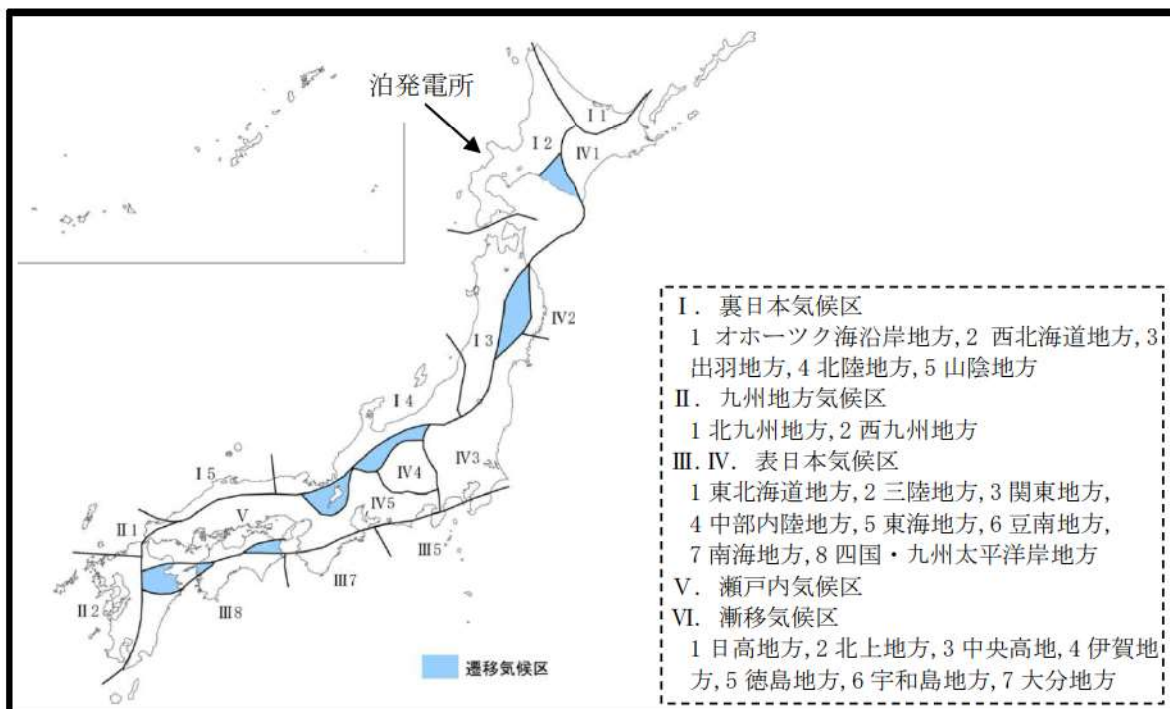 泊発電所
Ⅰ1
Ⅰ2
Ⅳ1
Ⅳ2
Ⅰ3
Ⅰ4
Ⅳ3
Ⅳ4
Ⅰ5
Ⅳ5
Ⅴ
Ⅱ1
Ⅲ5
Ⅲ7
Ⅱ2
Ⅲ8
遷移気候区
Ⅰ. 裏日本気候区
1 オホーツク海沿岸地方,2 西北海道地方,3
出羽地方,4 北陸地方,5 山陰地方
Ⅱ. 九州地方気候区
1 北九州地方,2 西九州地方
Ⅲ.Ⅳ. 表日本気候区
1 東北海道地方,2 三陸地方,3 関東地方,
4 中部内陸地方,5 東海地方,6 豆南地方,
7 南海地方,8 四国・九州太平洋岸地方
Ⅴ. 瀬戸内気候区
Ⅵ. 漸移気候区
1 日高地方,2 北上地方,3 中央高地,4 伊賀地
方,5 徳島地方,6 宇和島地方,7 大分地方